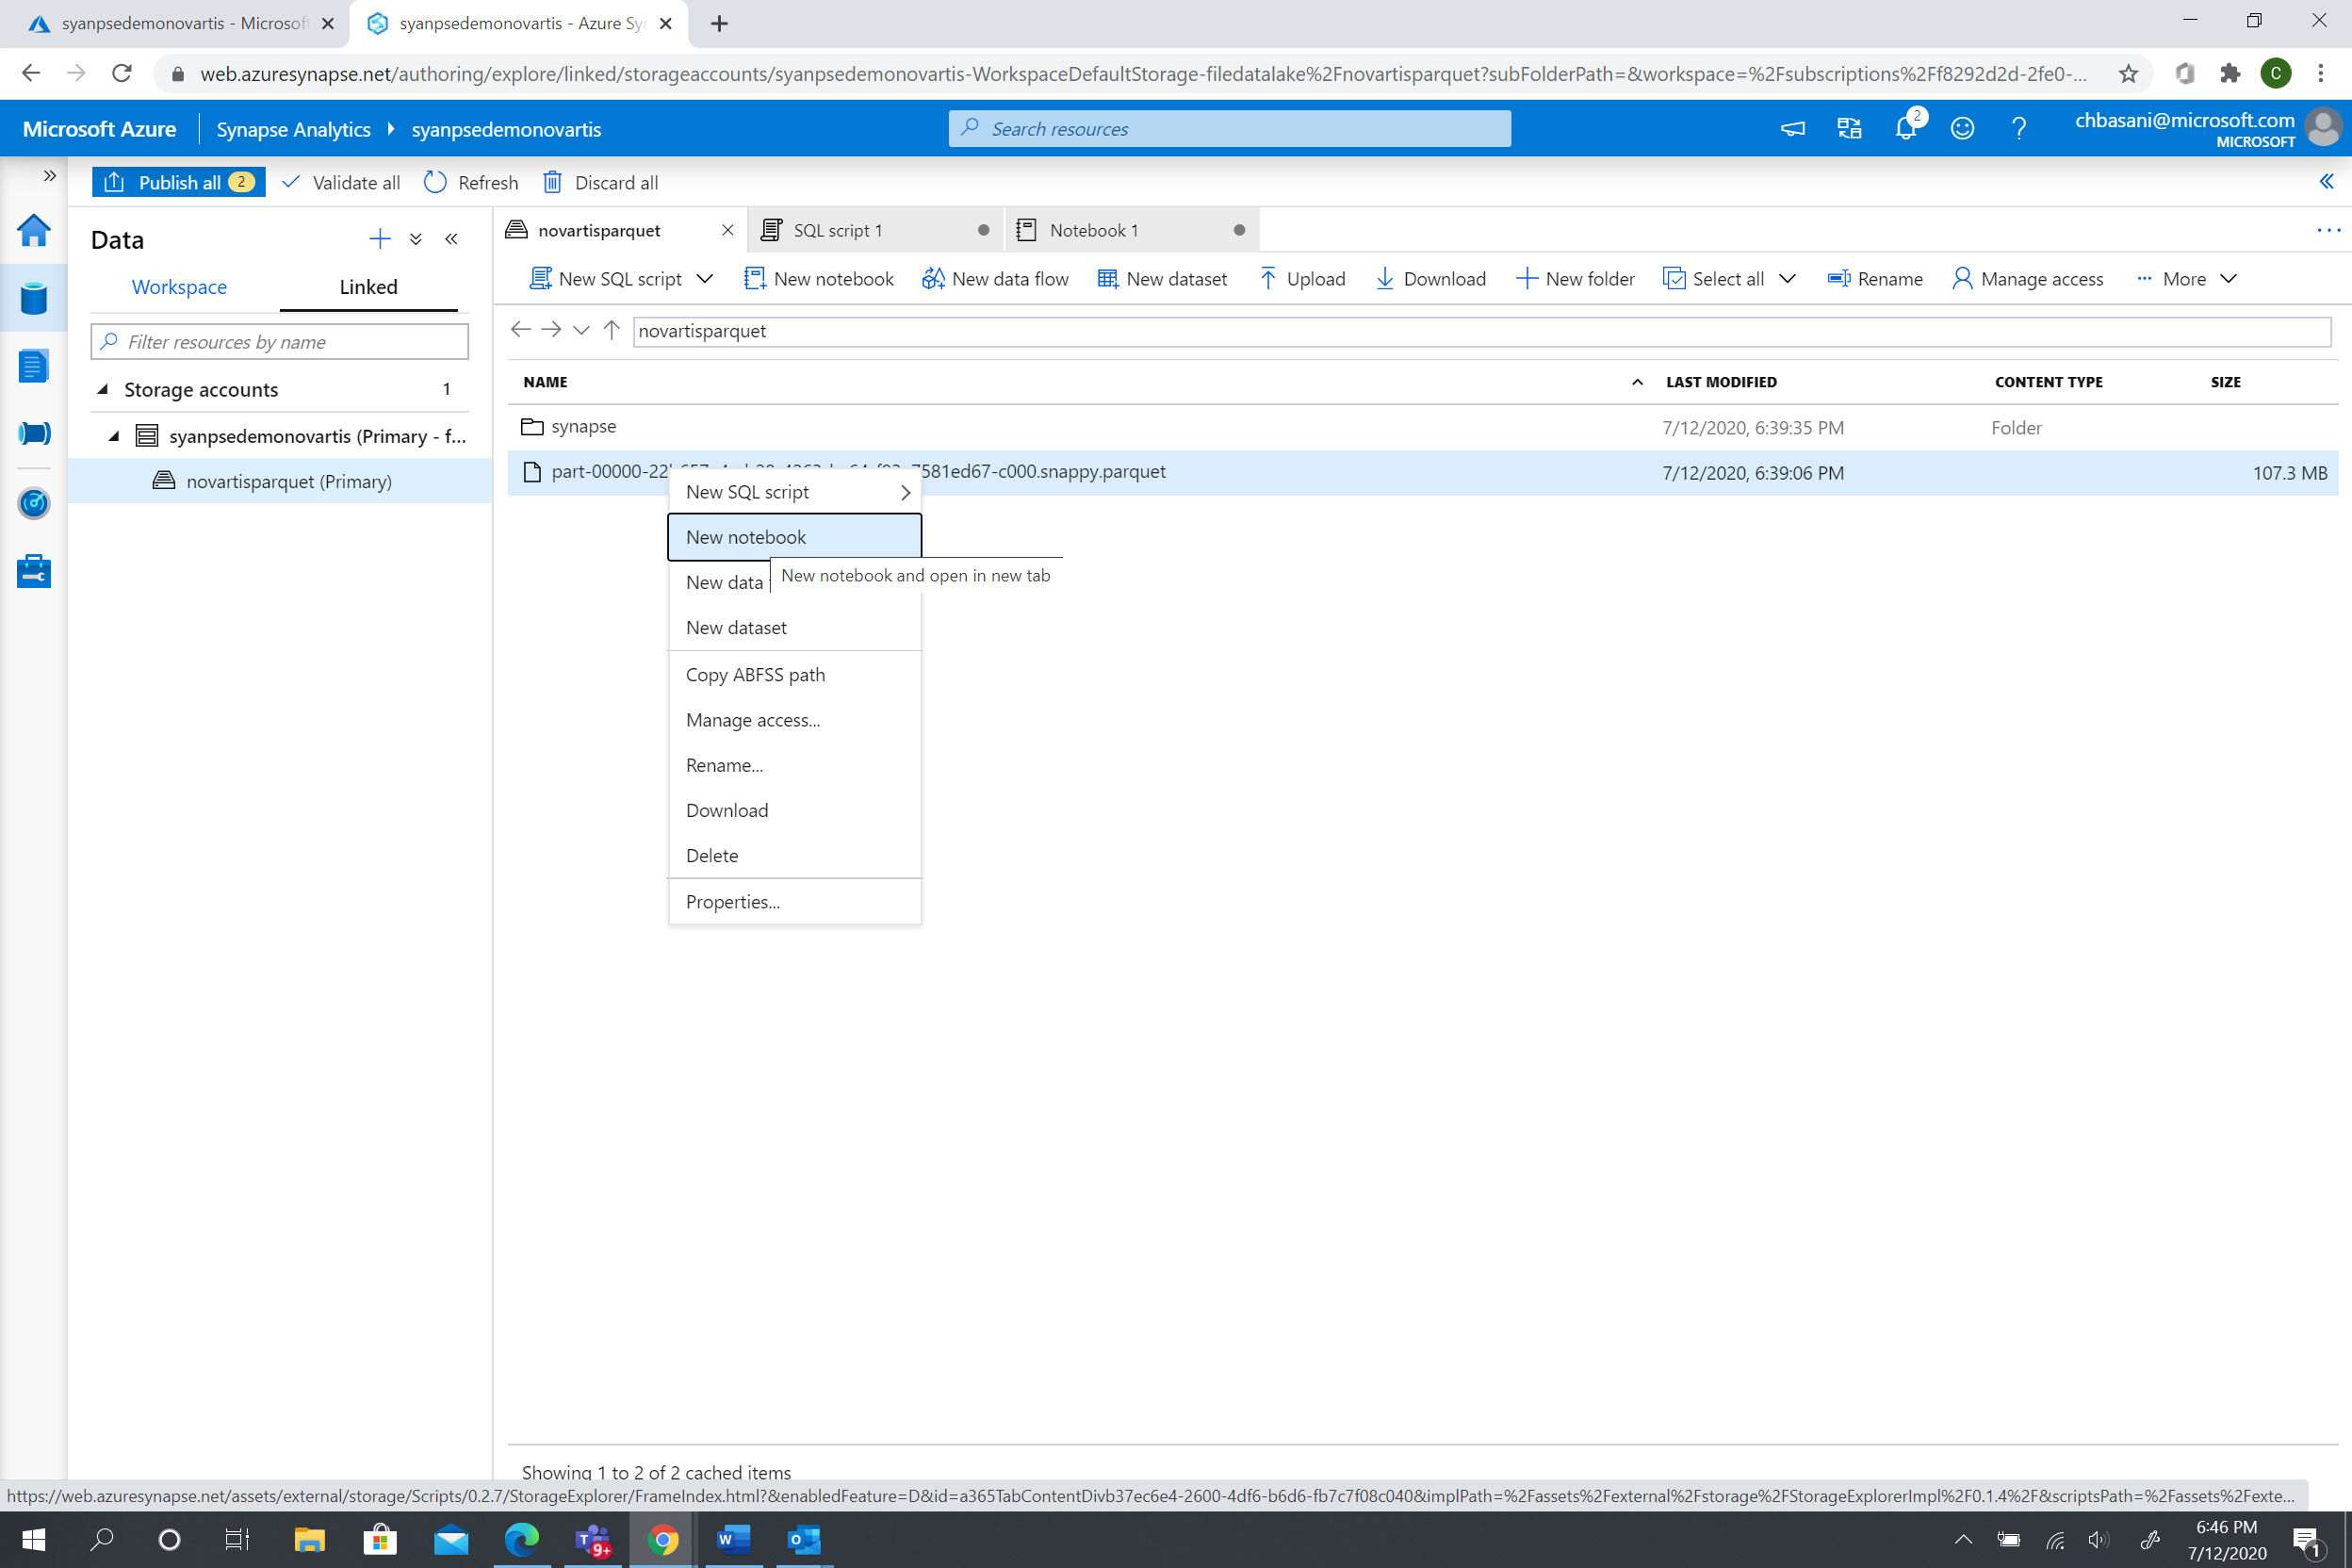 syanpsedemonovartis - Microsof
syanpsedemonovartis - Azure Sy
web.azuresynapse.net/authoring/explore/linked/storageaccounts/syanpsedemonovartis-WorkspaceDefaultStorage-filedatalake%2Fnovartisparquet?subFolderPath=&workspace=%2Fsubscriptions%2Ff8292d2d-2fe0-...
C
Microsoft Azure
Synapse Analytics
syanpsedemonovartis
Search resources
2
chbasani@microsoft.com
MICROSOFT
Publish all 2
Validate all
Refresh
Discard all
Data
novartisparquet
SQL script 1
Notebook 1
Workspace
Linked
New SQL script
New notebook
New data flow
New dataset
Upload
Download
New folder
Select all
Rename
Manage access
More
Filter resources by name
novartisparquet
Storage accounts 1
NAME
LAST MODIFIED
CONTENT TYPE
SIZE
syanpsedemonovartis (Primary - f...
synapse
7/12/2020, 6:39:35 PM
Folder
novartisparquet (Primary)
part-00000-22 7581ed67-c000.snappy.parquet
7/12/2020, 6:39:06 PM
107.3 MB
New SQL script
New notebook
New notebook and open in new tab
New data
New dataset
Copy ABFSS path
Manage access...
Rename...
Download
Delete
Properties...
Showing 1 to 2 of 2 cached items
https://web.azuresynapse.net/assets/external/storage/Scripts/0.2.7/StorageExplorer/FrameIndex.html?&enabledFeature=D&id=a365TabContentDivb37ec6e4-2600-4df6-b6d6-fb7c7f08c040&implPath=%2Fassets%2Fexternal%2Fstorage%2FStorageExplorerImpl%2F0.1.4%2F&scriptsPath=%2Fassets%2Fexte...
T
9+
W
O
6:46 PM
7/12/2020
1